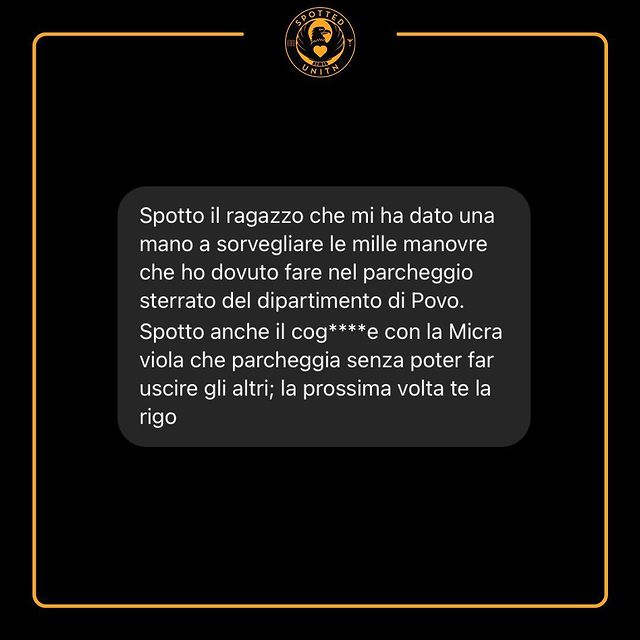 SPOTTED
UNITN
Spotto il ragazzo che mi ha dato una
mano a sorvegliare le mille manovre
che ho dovuto fare nel parcheggio
sterrato del dipartimento di Povo.
Spotto anche il cog****e con la Micra
viola che parcheggia senza poter far
uscire gli altri; la prossima volta te la
rigo